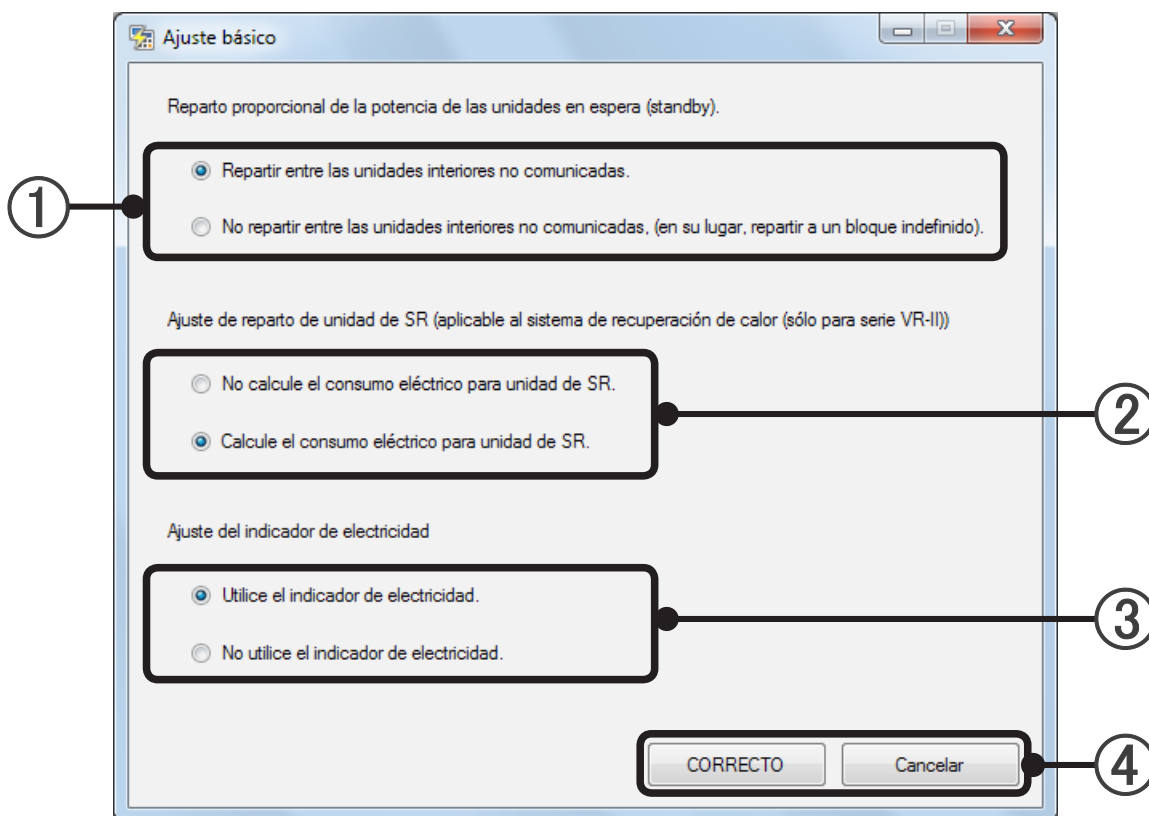 Ajuste básico
Reparto proporcional de la potencia de las unidades en espera (standby).
① Repartir entre las unidades interiores no comunicadas.
No repartir entre las unidades interiores no comunicadas, (en su lugar, repartir a un bloque indefinido).
Ajuste de reparto de unidad de SR (aplicable al sistema de recuperación de calor (sólo para serie VR-II))
No calcule el consumo eléctrico para unidad de SR.
②
Calcule el consumo eléctrico para unidad de SR.
Ajuste del indicador de electricidad
Utilice el indicador de electricidad.
③
No utilice el indicador de electricidad.
CORRECTO Cancelar ④